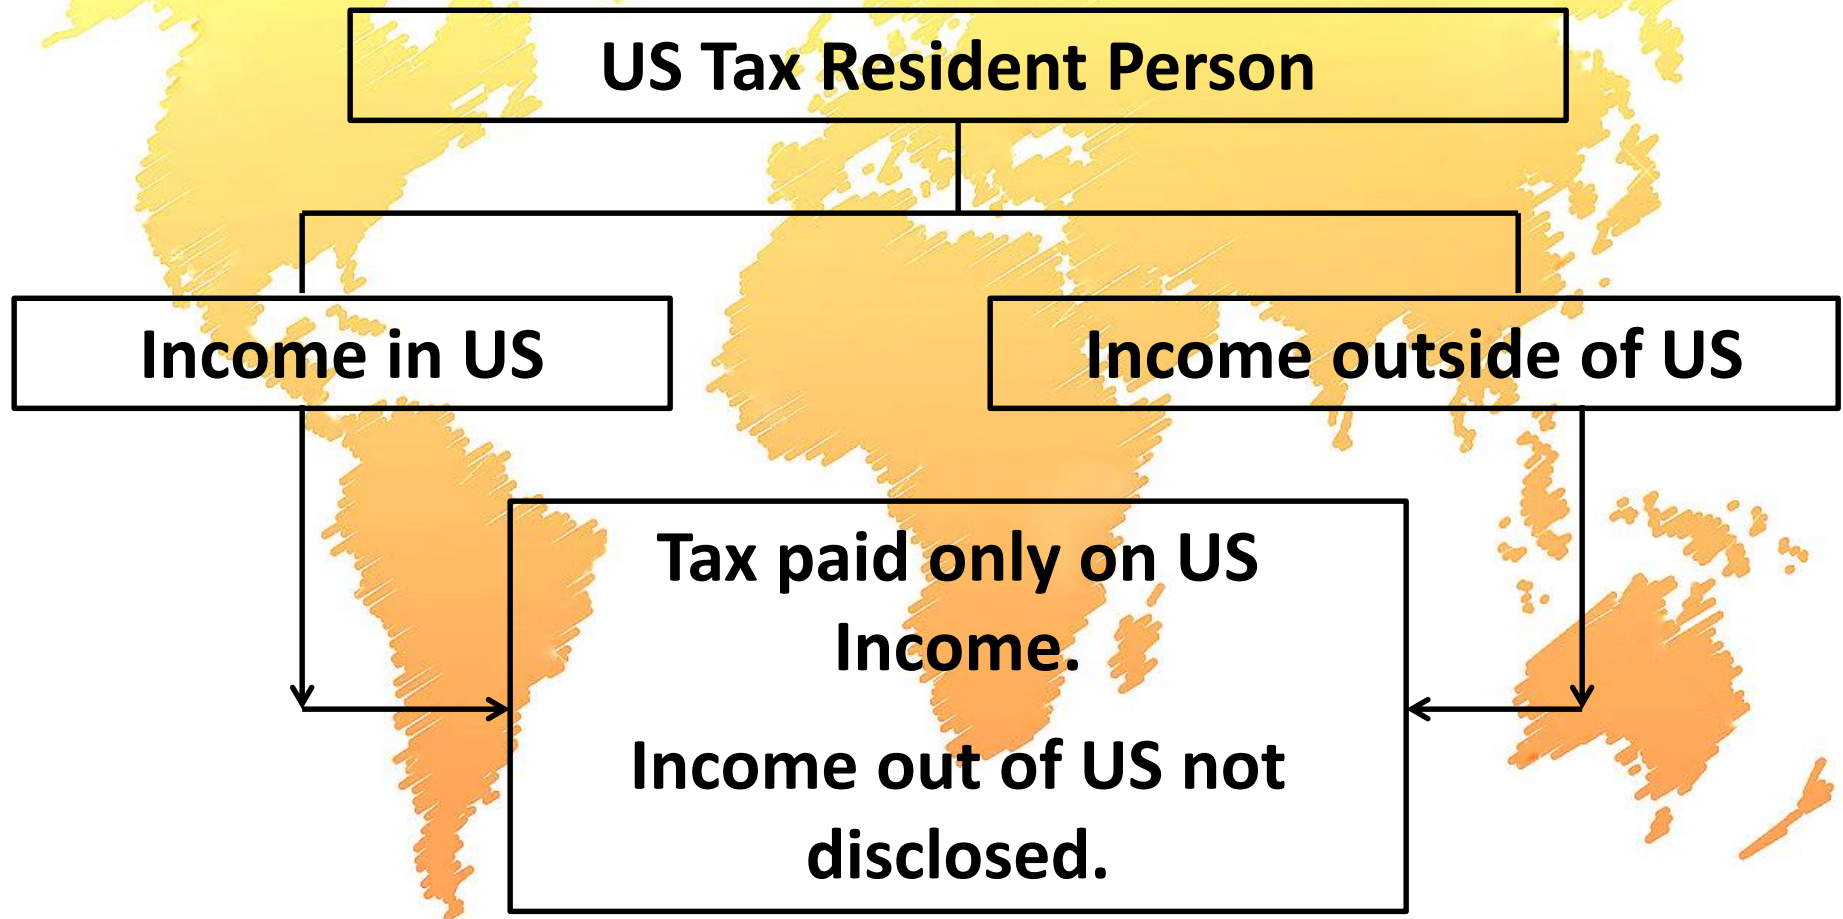 US Tax Resident Person
Income in US
Income outside of US
Tax paid only on US
Income.
Income out of US not
disclosed.